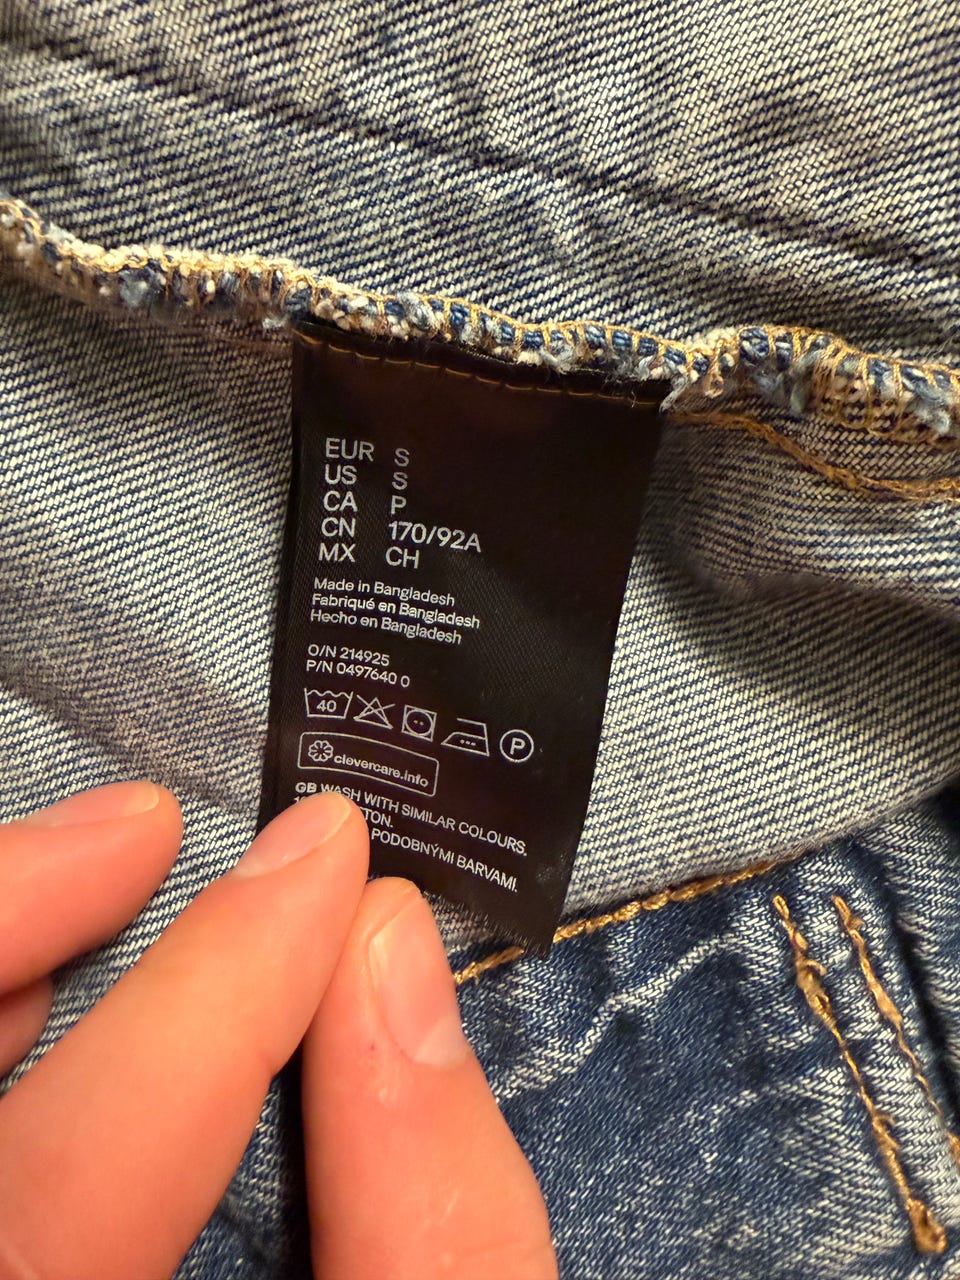 EUR S
US S
CA P
CN 170/92A
MX CH
Made in Bangladesh
Fabriqué en Bangladesh
Hecho en Bangladesh
O/N 214925
P/N 0497640 0
40 P
clevercare.info
GB WASH WITH SIMILAR COLOURS.
PODOBNÝMI BARVAMI.